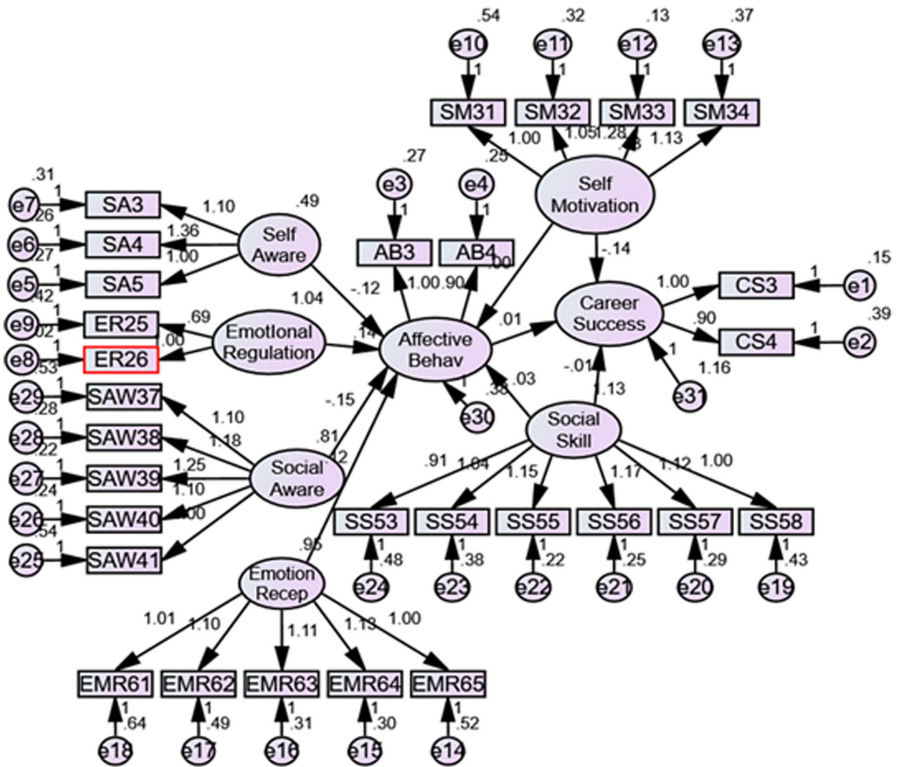 .54 .32 .13 .37
e10 e11 e12 e13
1 1 1 1
SM31 SM32 SM33 SM34
1.00 1.05 1.28 1.13
Self
Motivation
.27 .25
e3 e4
1 1
AB3 AB4
1.00 .90
.31
e7 1 SA3 1.10 .49
.26
e6 1 SA4 1.36
Self
Aware
.27
e5 1 SA5 1.00
-.12
-.14
.42
e9 1 ER25 .69 1.04
.02
e8 1 ER26 .00
Emotional
Regulation
.14
Affective
Behav
.01
Career
Success
1.00 CS3 1 e1 .15
.90 CS4 1 e2 .39
1 1.16
e31
1 .38
e30
.03
-.01
1.13
Social
Skill
.53
e29 1 SAW37 1.10
.28
e28 1 SAW38 1.18
.22
e27 1 SAW39 1.25
.24
e26 1 SAW40 1.10
.54
e25 1 SAW41 .00
-.15
.81
Social
Aware
.91 1.04 1.15 1.17 1.12 1.00
SS53 SS54 SS55 SS56 SS57 SS58
1 1 1 1 1 1
.48 .38 .22 .25 .29 .43
e24 e23 e22 e21 e20 e19
.95
Emotion
Recep
1.01 1.10 1.11 1.13 1.00
EMR61 EMR62 EMR63 EMR64 EMR65
1 1 1 1 1
.64 .49 .31 .30 .52
e18 e17 e16 e15 e14